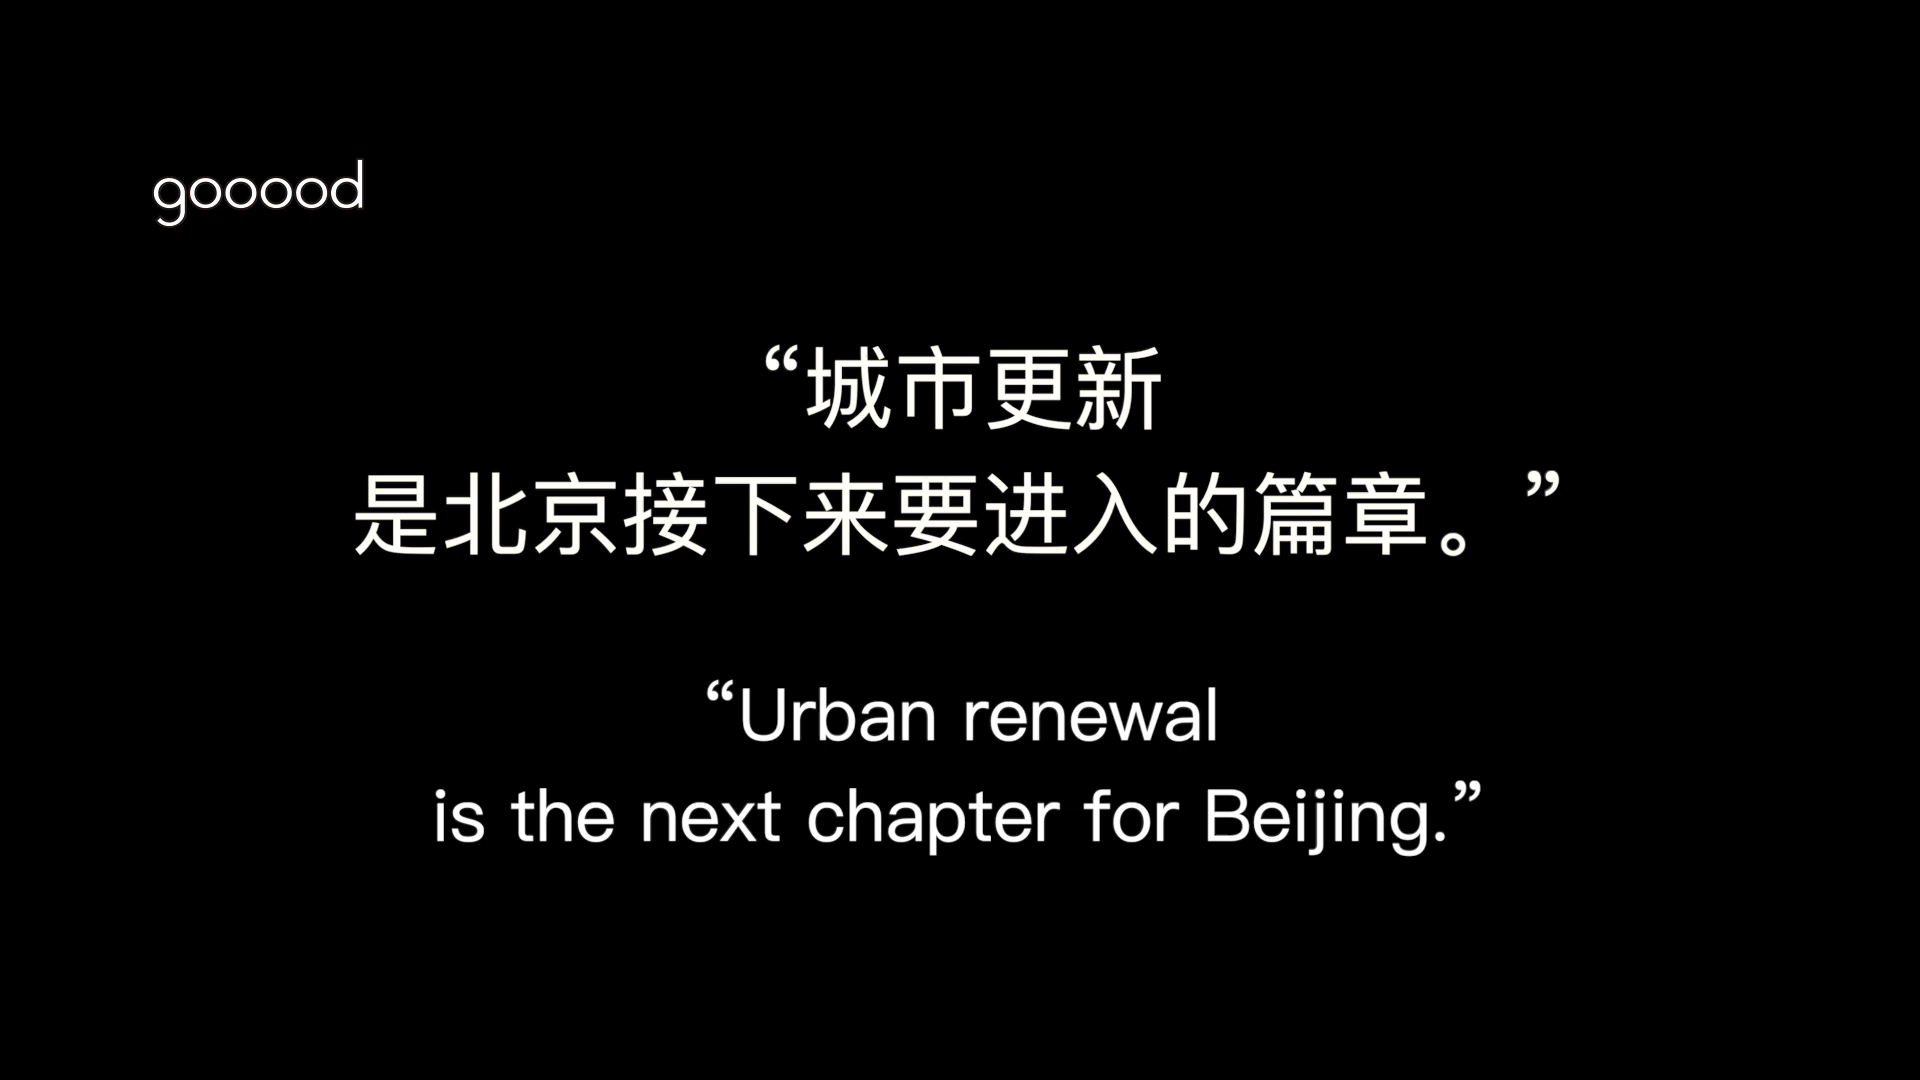 gooood
“城市更新
是北京接下来要进入的篇章。”
“Urban renewal
is the next chapter for Beijing.”